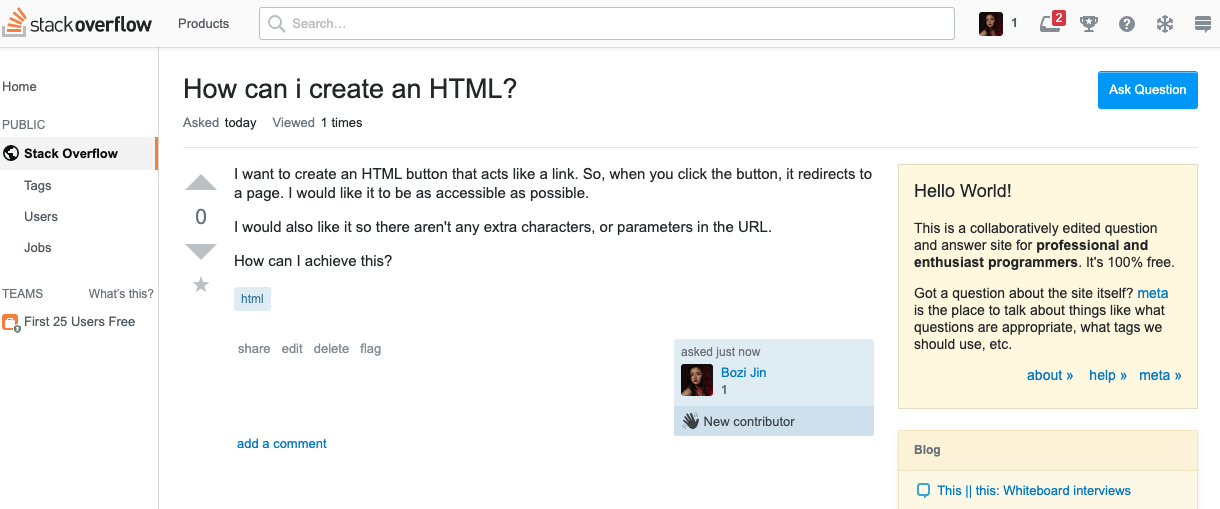 stackoverflow
Products
Search...
1
2
Home
PUBLIC
Stack Overflow
Tags
Users
Jobs
TEAMS What's this?
First 25 Users Free
How can i create an HTML?
Ask Question
Asked today Viewed 1 times
0
I want to create an HTML button that acts like a link. So, when you click the button, it redirects to
a page. I would like it to be as accessible as possible.
I would also like it so there aren't any extra characters, or parameters in the URL.
How can I achieve this?
html
share edit delete flag
asked just now
Bozi Jin
1
New contributor
add a comment
Hello World!
This is a collaboratively edited question
and answer site for professional and
enthusiast programmers. It's 100% free.
Got a question about the site itself? meta
is the place to talk about things like what
questions are appropriate, what tags we
should use, etc.
about » help » meta »
Blog
This || this: Whiteboard interviews